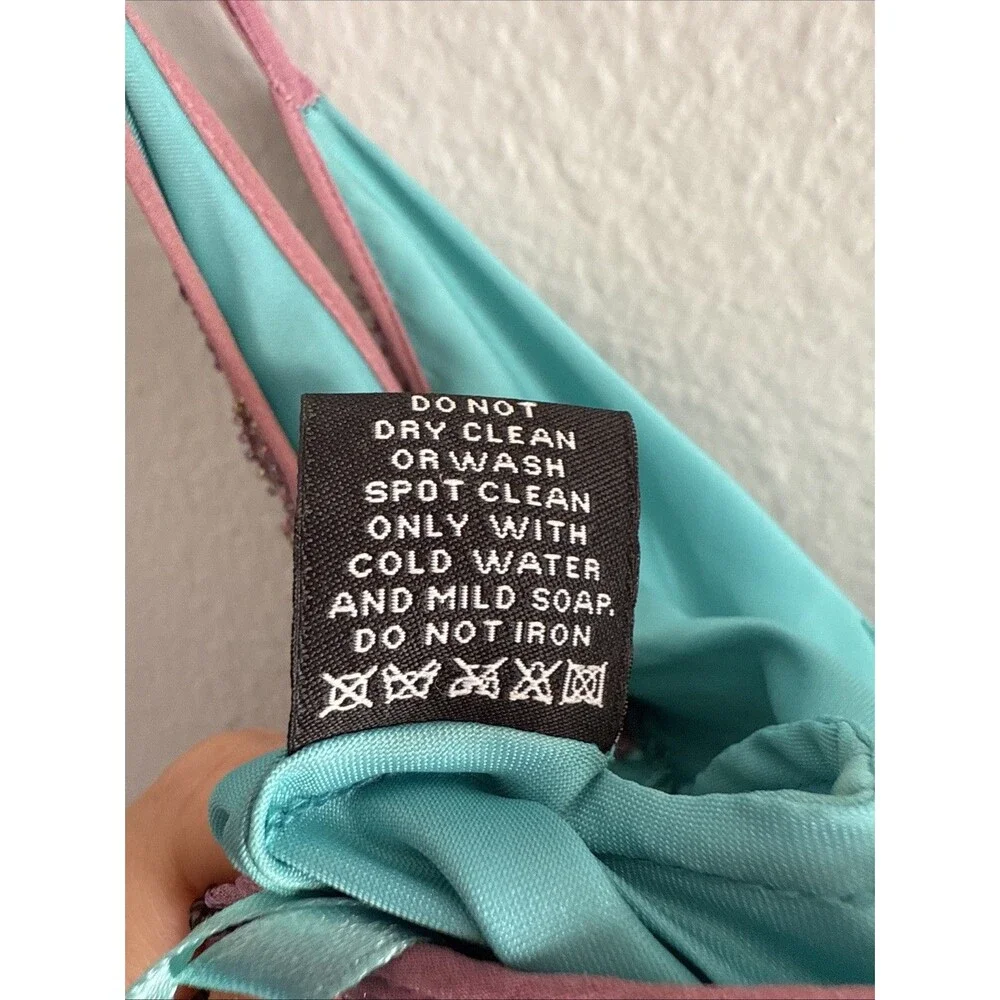 DO NOT
DRY CLEAN
OR WASH
SPOT CLEAN
ONLY WITH
COLD WATER
AND MILD SOAP.
DO NOT IRON